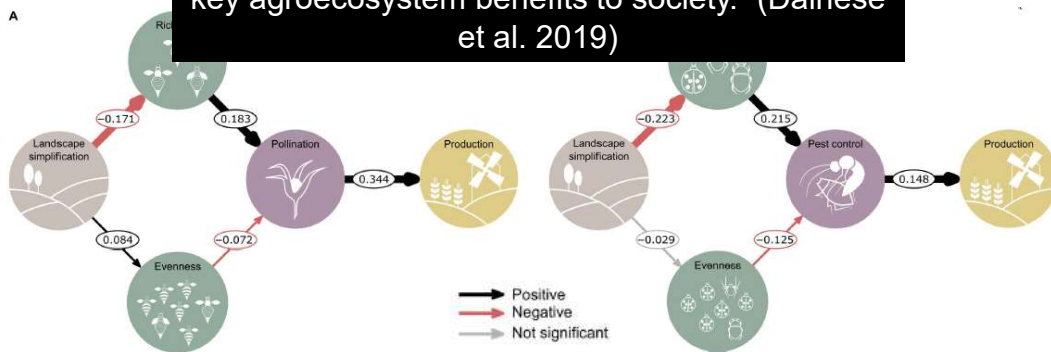 key agroecosystem benefits to society." (Dainese
et al. 2019)
A
−0.171
0.183
Landscape
simplification
Pollination
0.344
Production
0.084
−0.072
Evenness
−0.223
0.215
Landscape
simplification
Pest control
0.148
Production
−0.029
−0.125
Evenness
Positive
Negative
Not significant